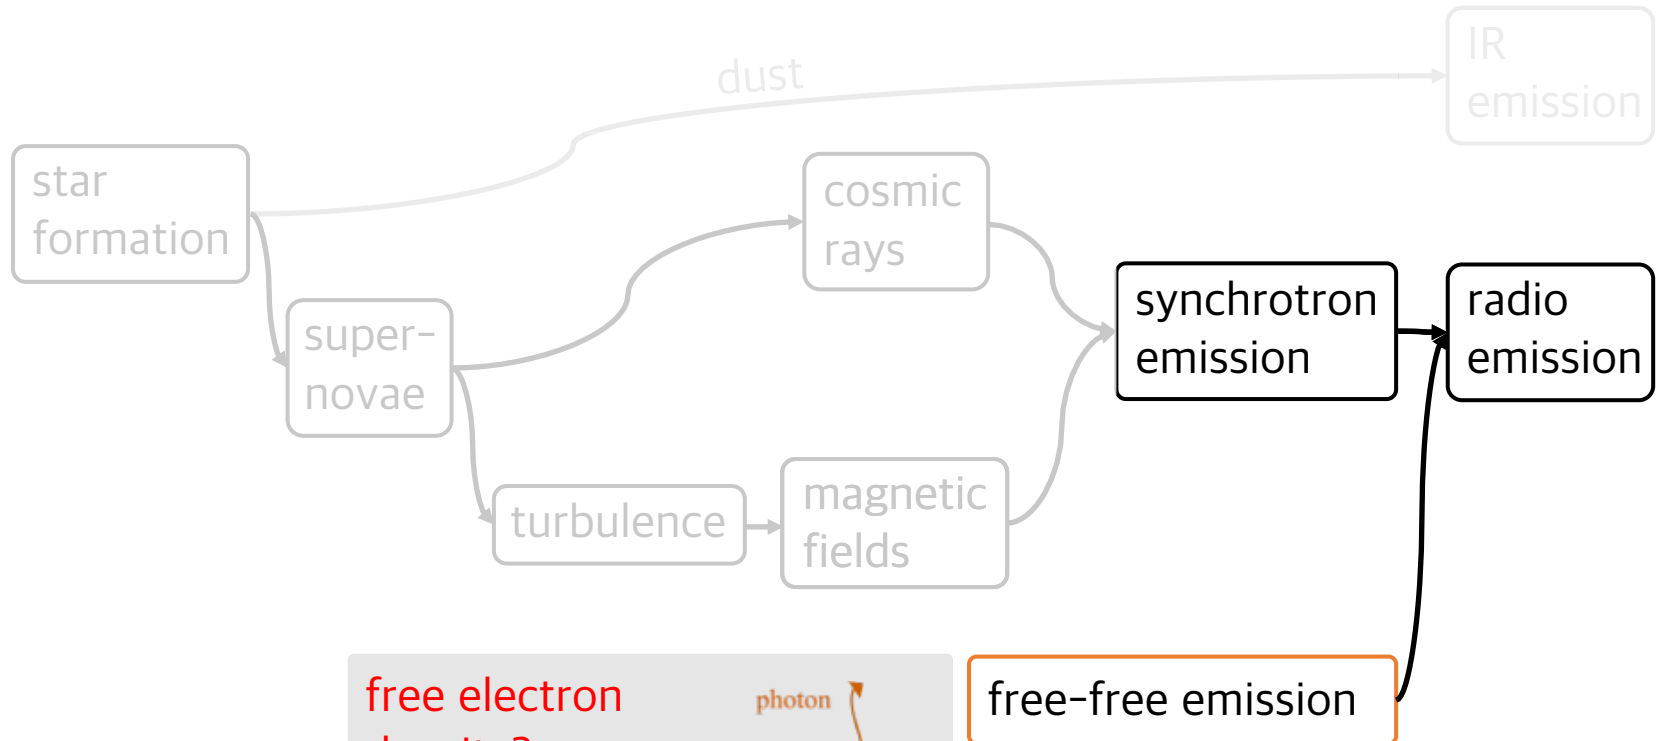 dust
IR
emission
star
formation
cosmic
rays
super-
novae
synchrotron
emission
radio
emission
turbulence
magnetic
fields
free electron
photon
free-free emission